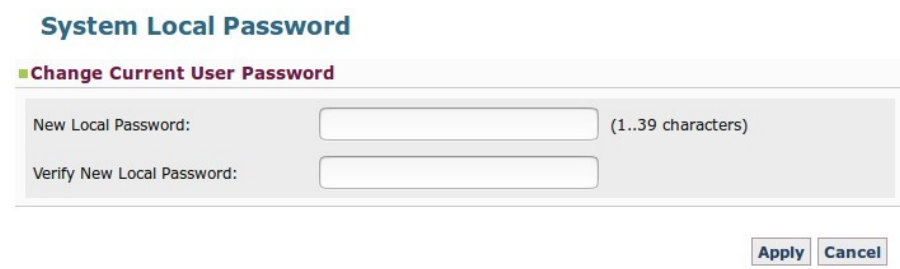 System Local Password
Change Current User Password
New Local Password: (1..39 characters)
Verify New Local Password:
Apply Cancel